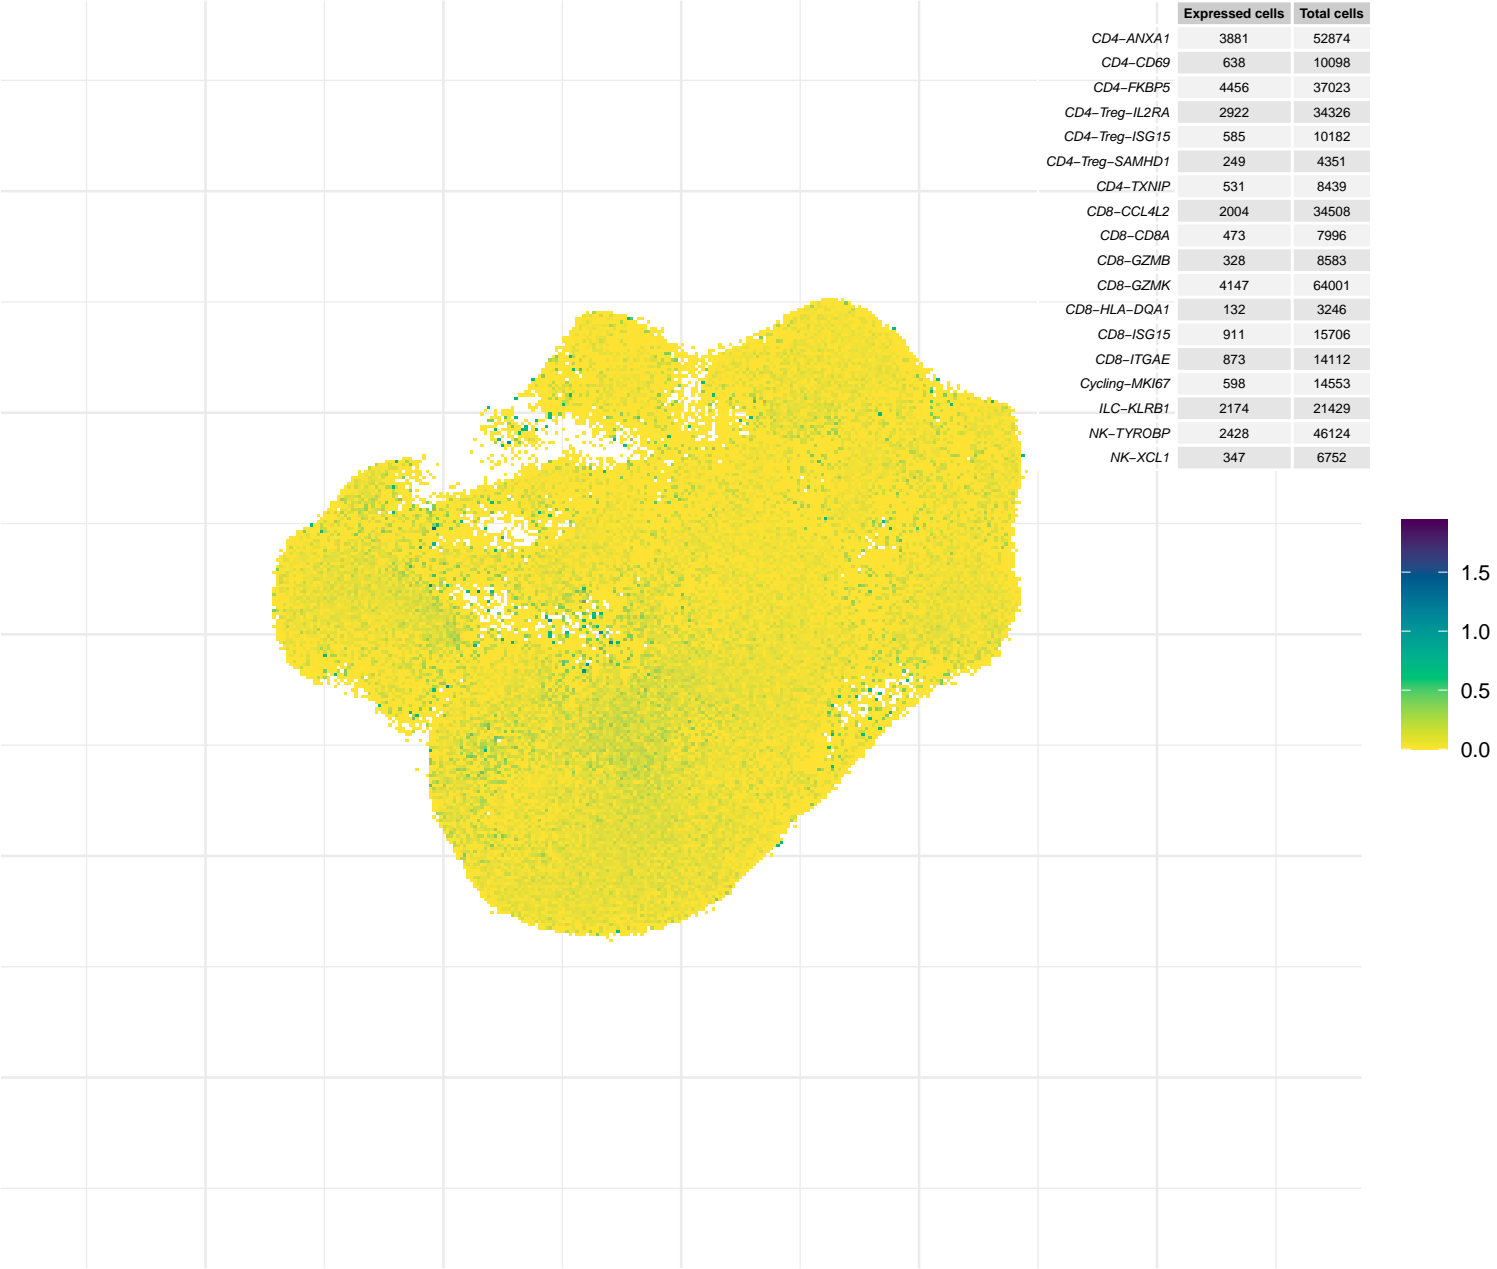 Expressed cells Total cells
CD4−ANXA1 3881 52874
CD4−CD69 638 10098
CD4−FKBP5 4456 37023
CD4−Treg−IL2RA 2922 34326
CD4−Treg−ISG15 585 10182
CD4−Treg−SAMHD1 249 4351
CD4−TXNIP 531 8439
CD8−CCL4L2 2004 34508
CD8−CD8A 473 7996
CD8−GZMB 328 8583
CD8−GZMK 4147 64001
CD8−HLA−DQA1 132 3246
CD8−ISG15 911 15706
CD8−ITGAE 873 14112
Cycling−MKI67 598 14553
ILC−KLRB1 2174 21429
NK−TYROBP 2428 46124
NK−XCL1 347 6752
1.5
1.0
0.5
0.0